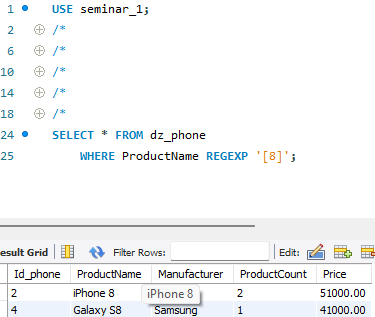 1 USE seminar_1;
2 /*
6 /*
10 /*
14 /*
18 /*
24 SELECT * FROM dz_phone
25 WHERE ProductName REGEXP '[8]';
esult Grid Filter Rows: Edit:
Id_phone ProductName Manufacturer ProductCount Price
2 iPhone 8 iPhone 8 2 51000.00
4 Galaxy S8 Samsung 1 41000.00